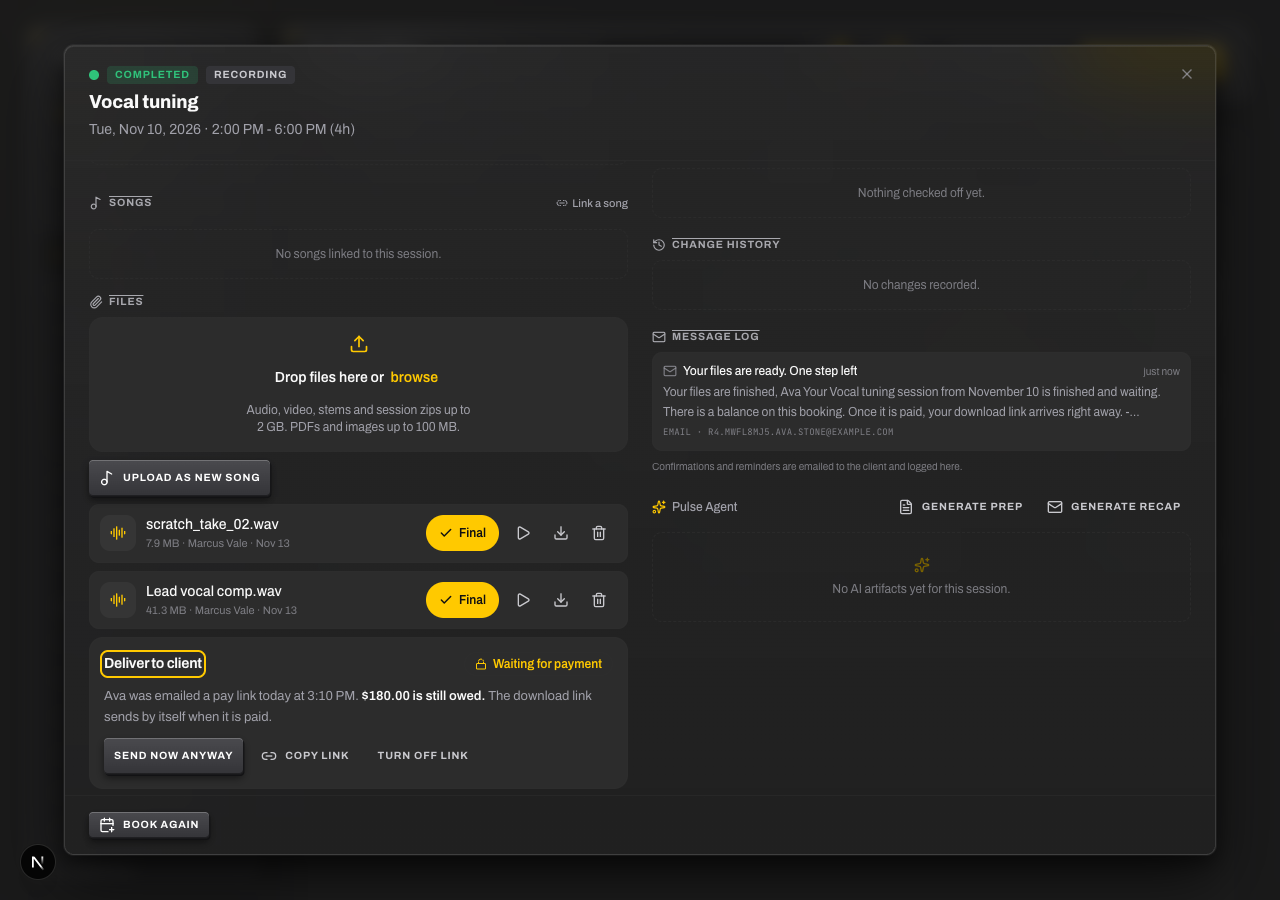 COMPLETED RECORDING
Vocal tuning
Tue, Nov 10, 2026 · 2:00 PM - 6:00 PM (4h)
SONGS
Link a song
No songs linked to this session.
FILES
Drop files here or browse
Audio, video, stems and session zips up to
2 GB. PDFs and images up to 100 MB.
UPLOAD AS NEW SONG
scratch_take_02.wav
7.9 MB · Marcus Vale · Nov 13
Final
Lead vocal comp.wav
41.3 MB · Marcus Vale · Nov 13
Final
Deliver to client
Waiting for payment
Ava was emailed a pay link today at 3:10 PM. $180.00 is still owed. The download link
sends by itself when it is paid.
SEND NOW ANYWAY
COPY LINK
TURN OFF LINK
Nothing checked off yet.
CHANGE HISTORY
No changes recorded.
MESSAGE LOG
Your files are ready. One step left
just now
Your files are finished, Ava Your Vocal tuning session from November 10 is finished and waiting.
There is a balance on this booking. Once it is paid, your download link arrives right away. -...
EMAIL · R4.MWFL8MJ5.AVA.STONE@EXAMPLE.COM
Confirmations and reminders are emailed to the client and logged here.
Pulse Agent
GENERATE PREP
GENERATE RECAP
No AI artifacts yet for this session.
BOOK AGAIN
N